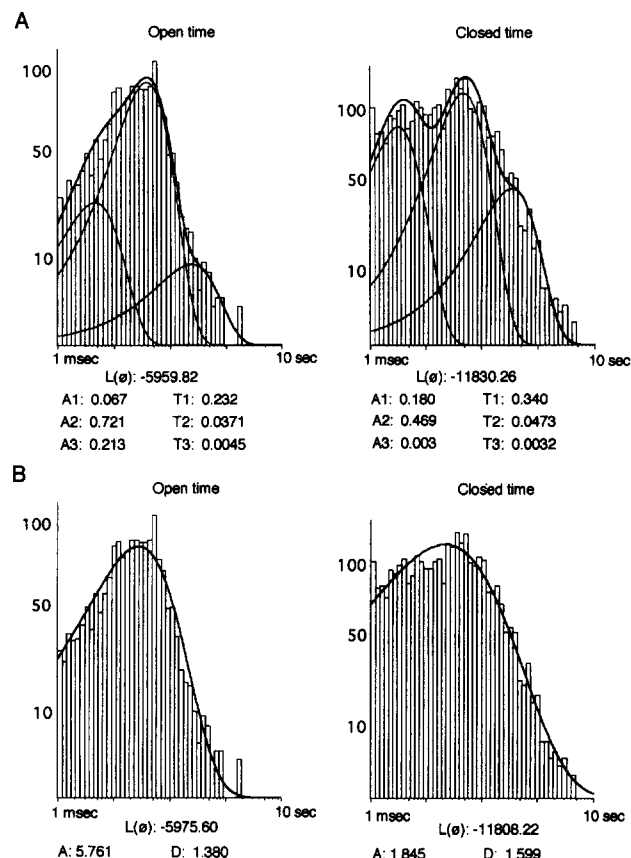 A
Open time
Closed time
100
50
10
100
50
10
1 msec 10 sec
1 msec 10 sec
L(ø): -5959.82
L(ø): -11830.26
A1: 0.067 T1: 0.232
A2: 0.721 T2: 0.0371
A3: 0.213 T3: 0.0045
A1: 0.180 T1: 0.340
A2: 0.469 T2: 0.0473
A3: 0.003 T3: 0.0032
B
Open time
Closed time
100
50
10
100
50
10
1 msec 10 sec
1 msec 10 sec
L(ø): -5975.60
L(ø): -11808.22
A: 5.761 D: 1.380
A: 1.845 D: 1.599